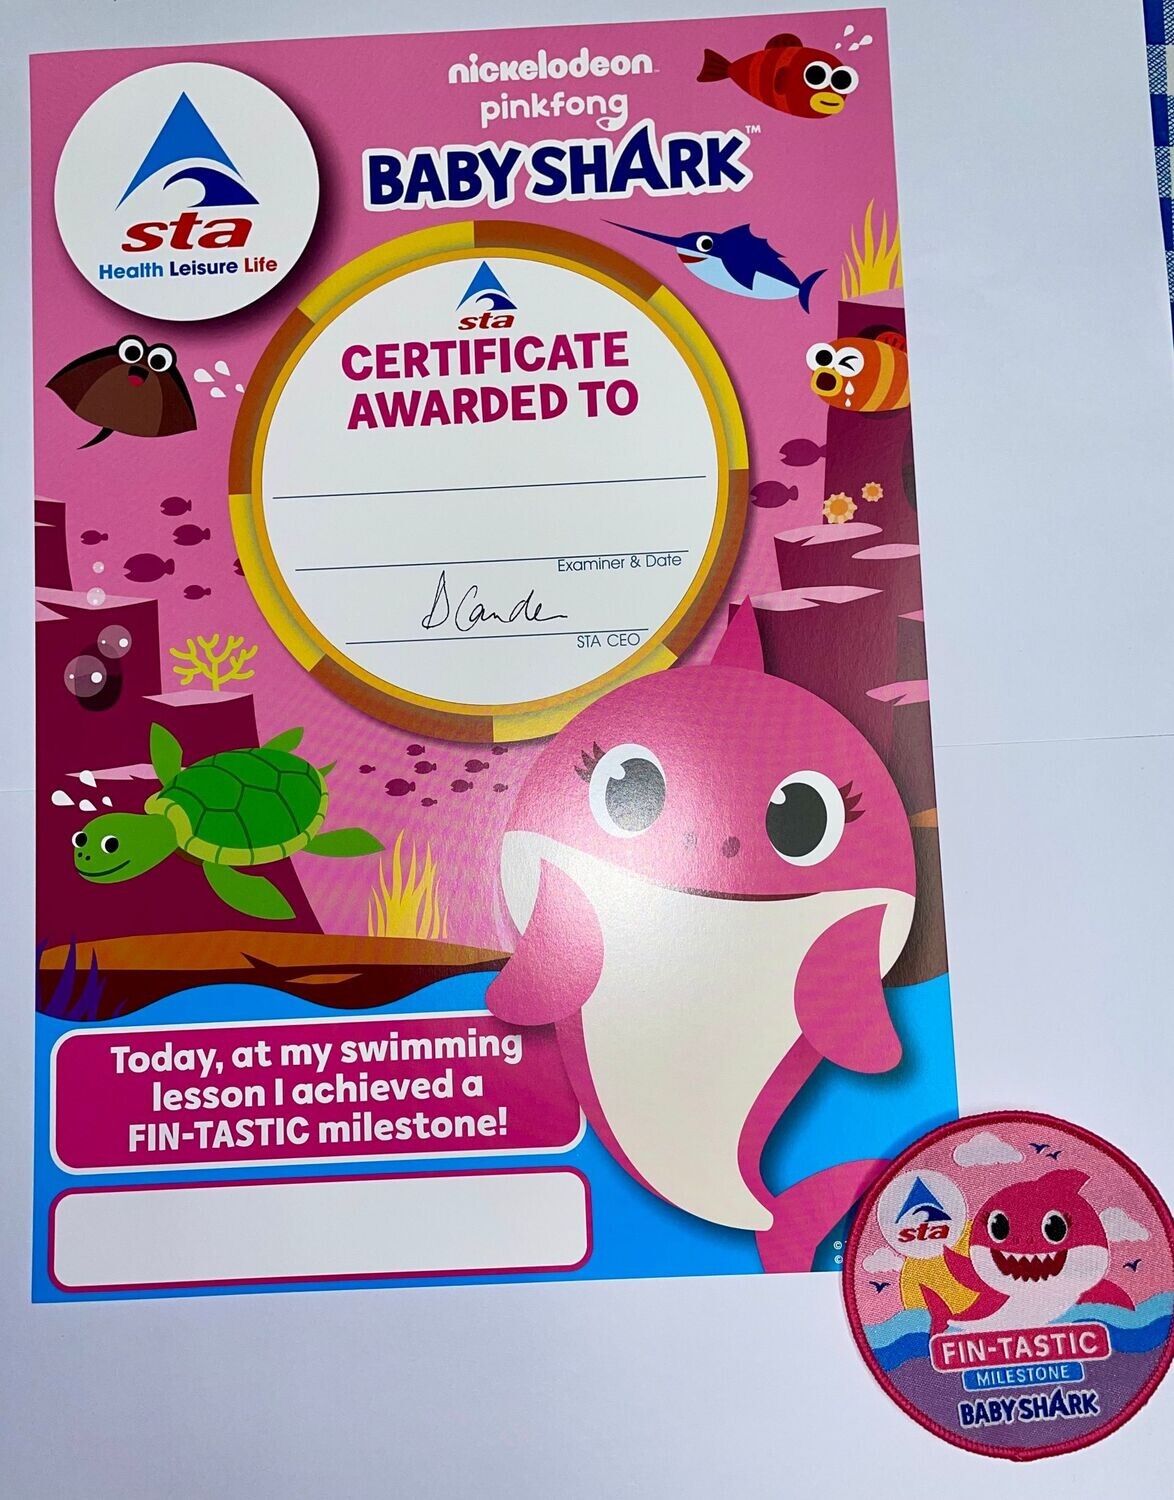 nickelodeon
pinkfong
BABY SHARK™
sta
Health Leisure Life
sta
CERTIFICATE
AWARDED TO
Examiner & Date
STA CEO
Today, at my swimming
lesson I achieved a
FIN-TASTIC milestone!
sta
FIN-TASTIC
MILESTONE
BABY SHARK